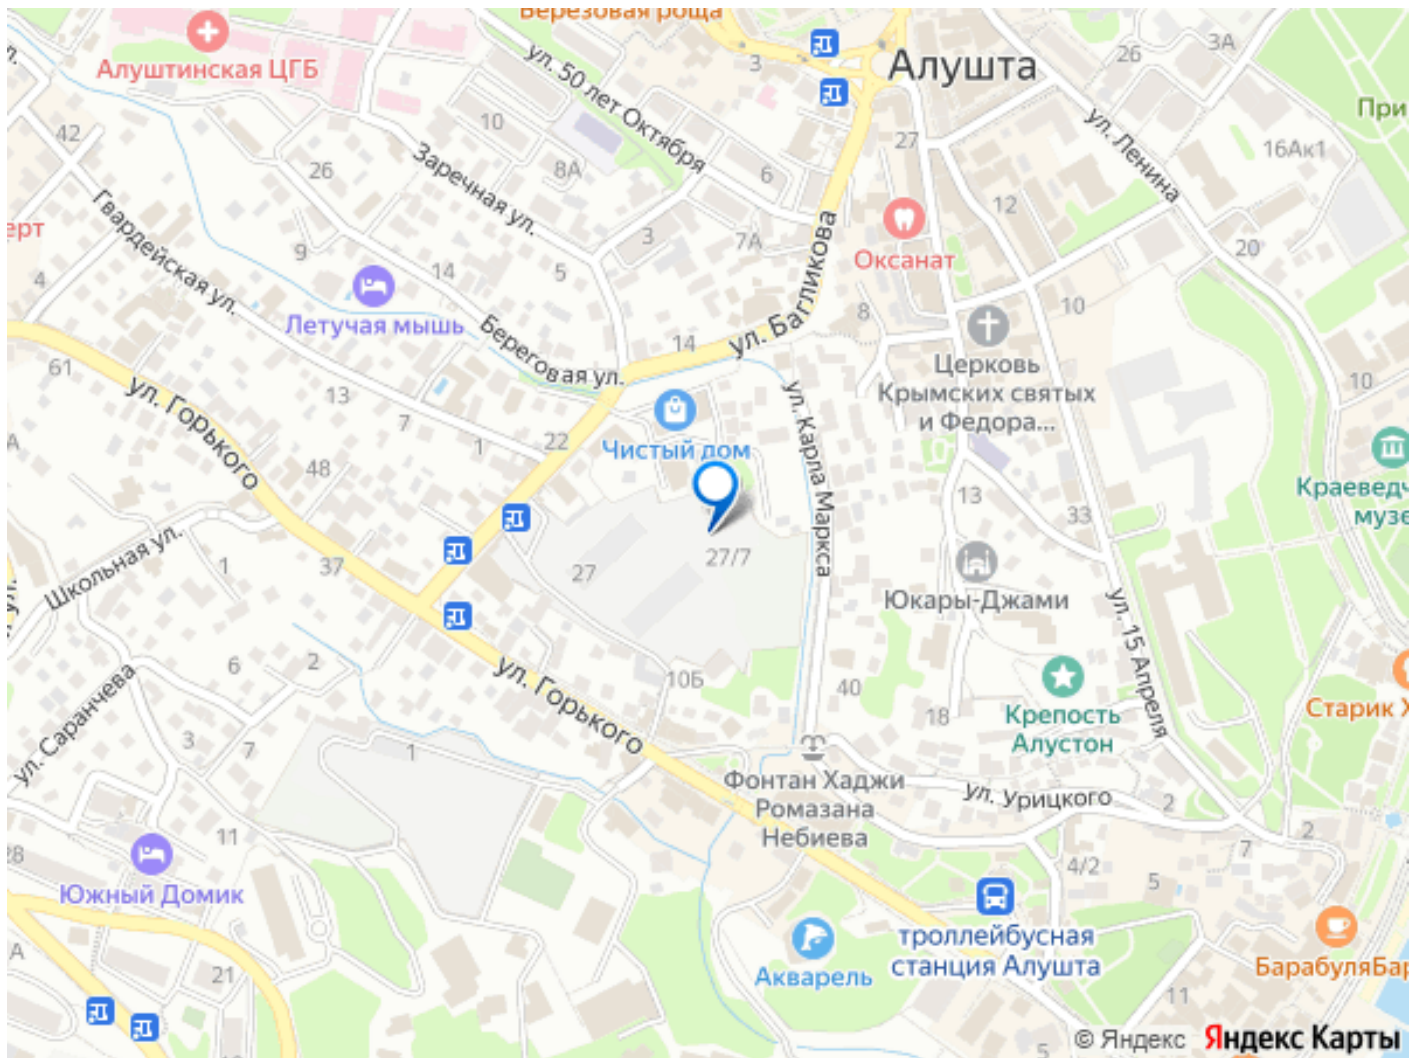 Березовая роща
Алуштинская ЦГБ
ул. 50 лет Октября
3
Алушта
26
3А
При
ул. Ленина
16Ак1
42
10
8А
6
27
26
Заречная ул.
12
Гвардейская ул.
3
7А
Оксанат
20
ерт
9
5
4
14
Летучая мышь
Береговая ул.
14
ул. Багликова
8
10
Церковь
Крымских святых
и Федора...
61
13
7
1
22
ул. Горького
48
Чистый дом
ул. Карла Маркса
10
Краеведч
музе
13
33
Школьная ул.
1
37
27
27/7
Юкары-Джами
ул. 15 Апреля
ул.
6
2
ул. Горького
10Б
40
18
Крепость
Алустон
Старик Х
ул. Саранчева
3
7
1
Фонтан Хаджи
Ромазана
Небиева
ул. Урицкого
2
2
7
11
28
Южный Домик
4/2
5
троллейбусная
станция Алушта
Акварель
БарабуляБар
А
21
11
5
© Яндекс Яндекс Карты